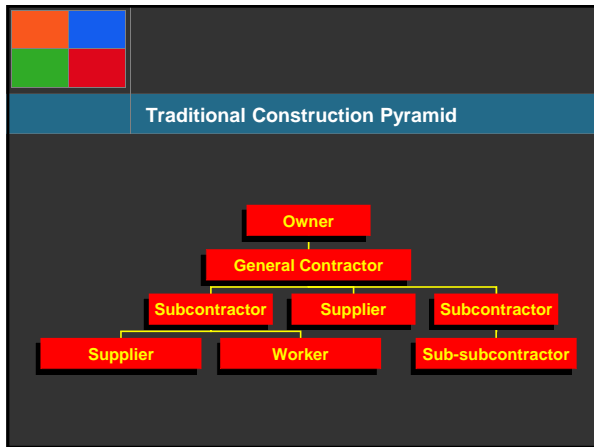 Traditional Construction Pyramid
Owner
General Contractor
Subcontractor
Supplier
Subcontractor
Supplier
Worker
Sub-subcontractor